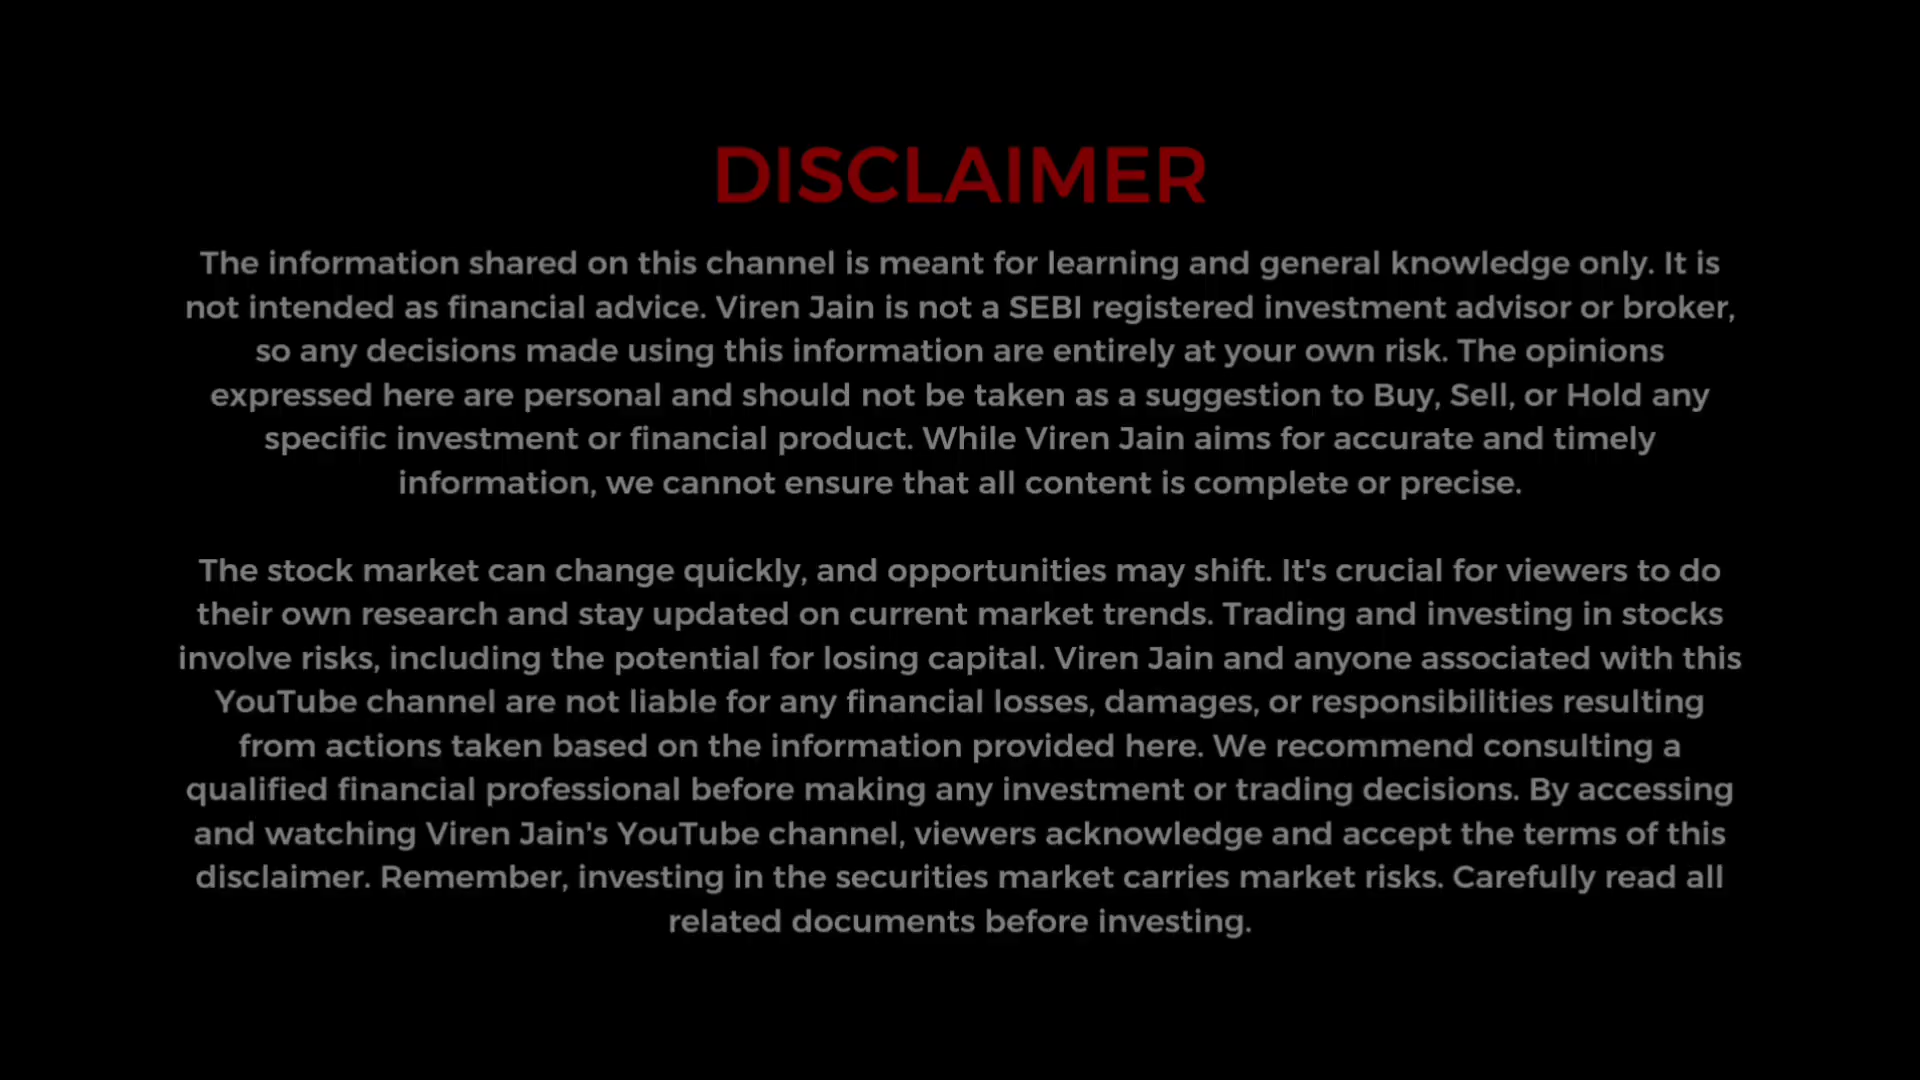 DISCLAIMER
The information shared on this channel is meant for learning and general knowledge only. It is
not intended as financial advice. Viren Jain is not a SEBI registered investment advisor or broker,
so any decisions made using this information are entirely at your own risk. The opinions
expressed here are personal and should not be taken as a suggestion to Buy, Sell, or Hold any
specific investment or financial product. While Viren Jain aims for accurate and timely
information, we cannot ensure that all content is complete or precise.
The stock market can change quickly, and opportunities may shift. It's crucial for viewers to do
their own research and stay updated on current market trends. Trading and investing in stocks
involve risks, including the potential for losing capital. Viren Jain and anyone associated with this
YouTube channel are not liable for any financial losses, damages, or responsibilities resulting
from actions taken based on the information provided here. We recommend consulting a
qualified financial professional before making any investment or trading decisions. By accessing
and watching Viren Jain's YouTube channel, viewers acknowledge and accept the terms of this
disclaimer. Remember, investing in the securities market carries market risks. Carefully read all
related documents before investing.